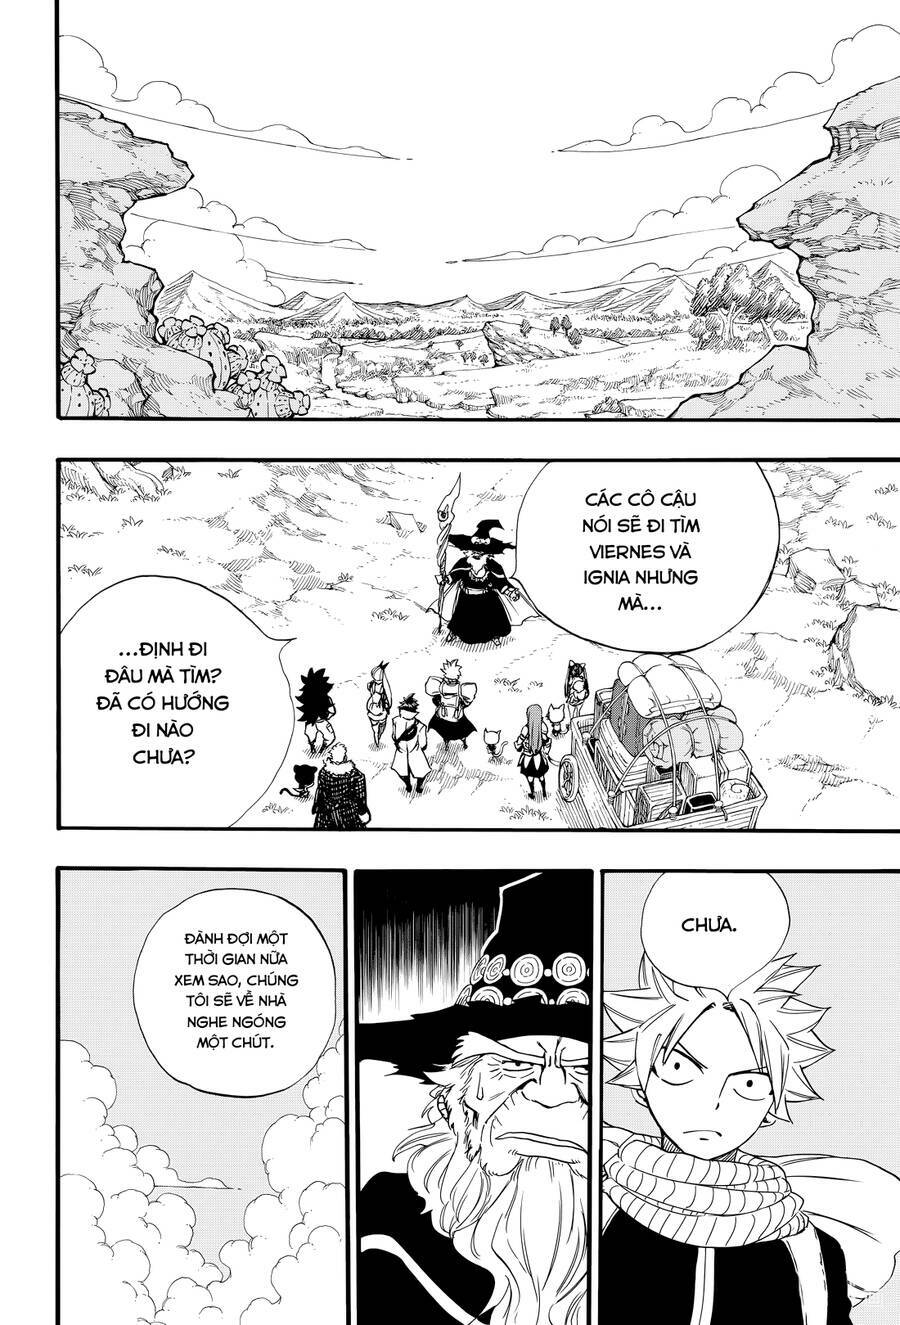 CÁC CÔ CẬU
NÓI SẼ ĐI TÌM
VIERNES VÀ
IGNIA NHƯNG
MÀ...
...ĐỊNH ĐI
ĐÂU MÀ TÌM?
ĐÃ CÓ HƯỚNG
ĐI NÀO
CHƯA?
CHƯA.
ĐÀNH ĐỢI MỘT
THỜI GIAN NỮA
XEM SAO, CHÚNG
TÔI SẼ VỀ NHÀ
NGHE NGÓNG
MỘT CHÚT.